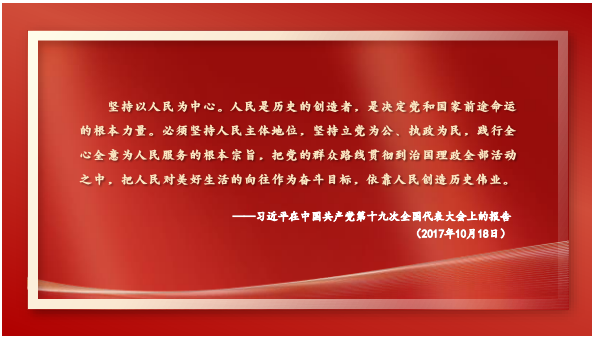 坚持以人民为中心。人民是历史的创造者，是决定党和国家前途命运
的根本力量。必须坚持人民主体地位，坚持立党为公、执政为民，践行全
心全意为人民服务的根本宗旨，把党的群众路线贯彻到治国理政全部活动
之中，把人民对美好生活的向往作为奋斗目标，依靠人民创造历史伟业。
——习近平在中国共产党第十九次全国代表大会上的报告
（2017年10月18日）